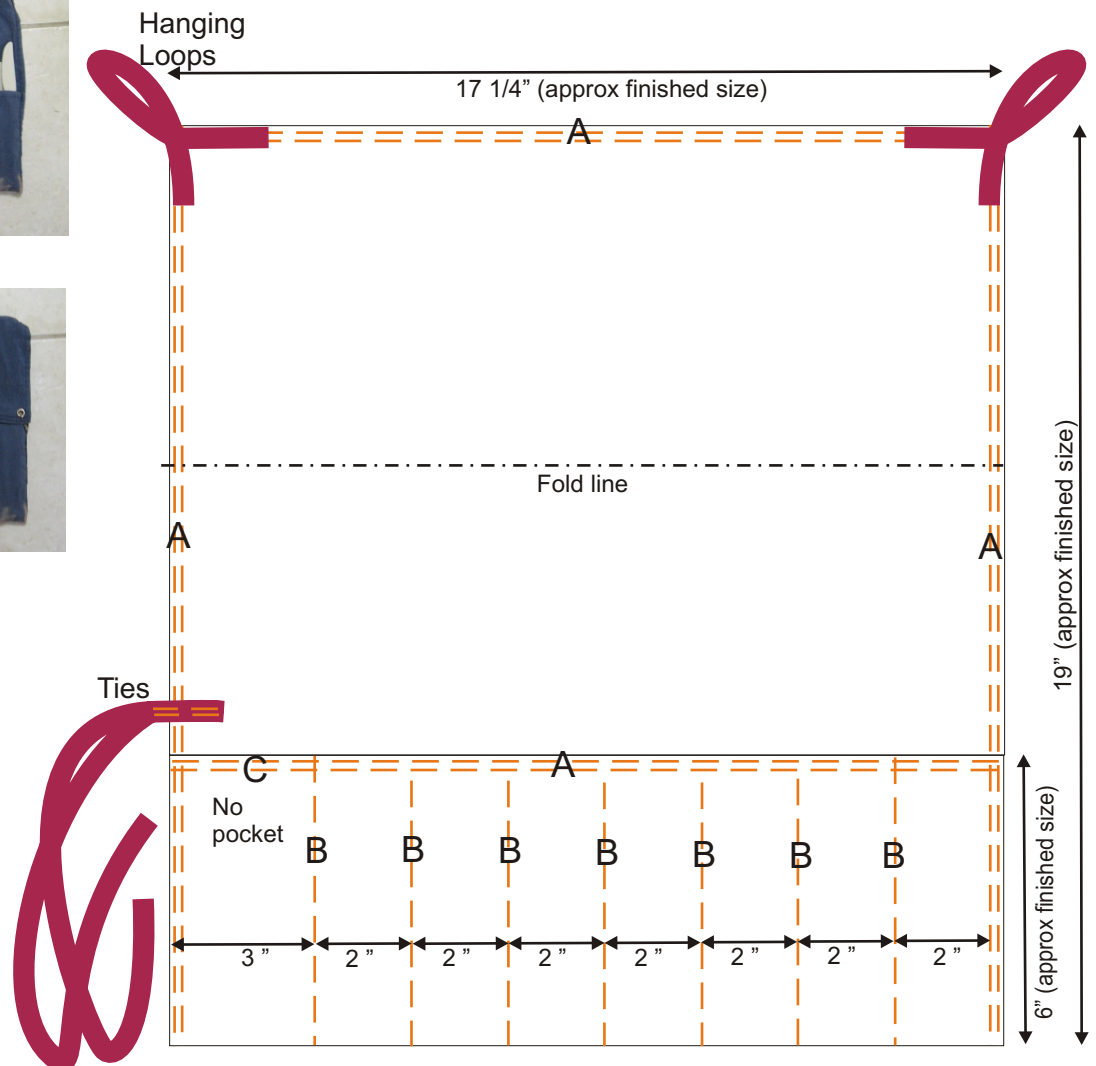 Hanging
Loops
17 1/4” (approx finished size)
A
Fold line
A
A
19” (approx finished size)
Ties
C
A
No
pocket
B
B
B
B
B
B
B
3 ”
2 ”
2 ”
2 ”
2 ”
2 ”
2 ”
2 ”
6” (approx finished size)